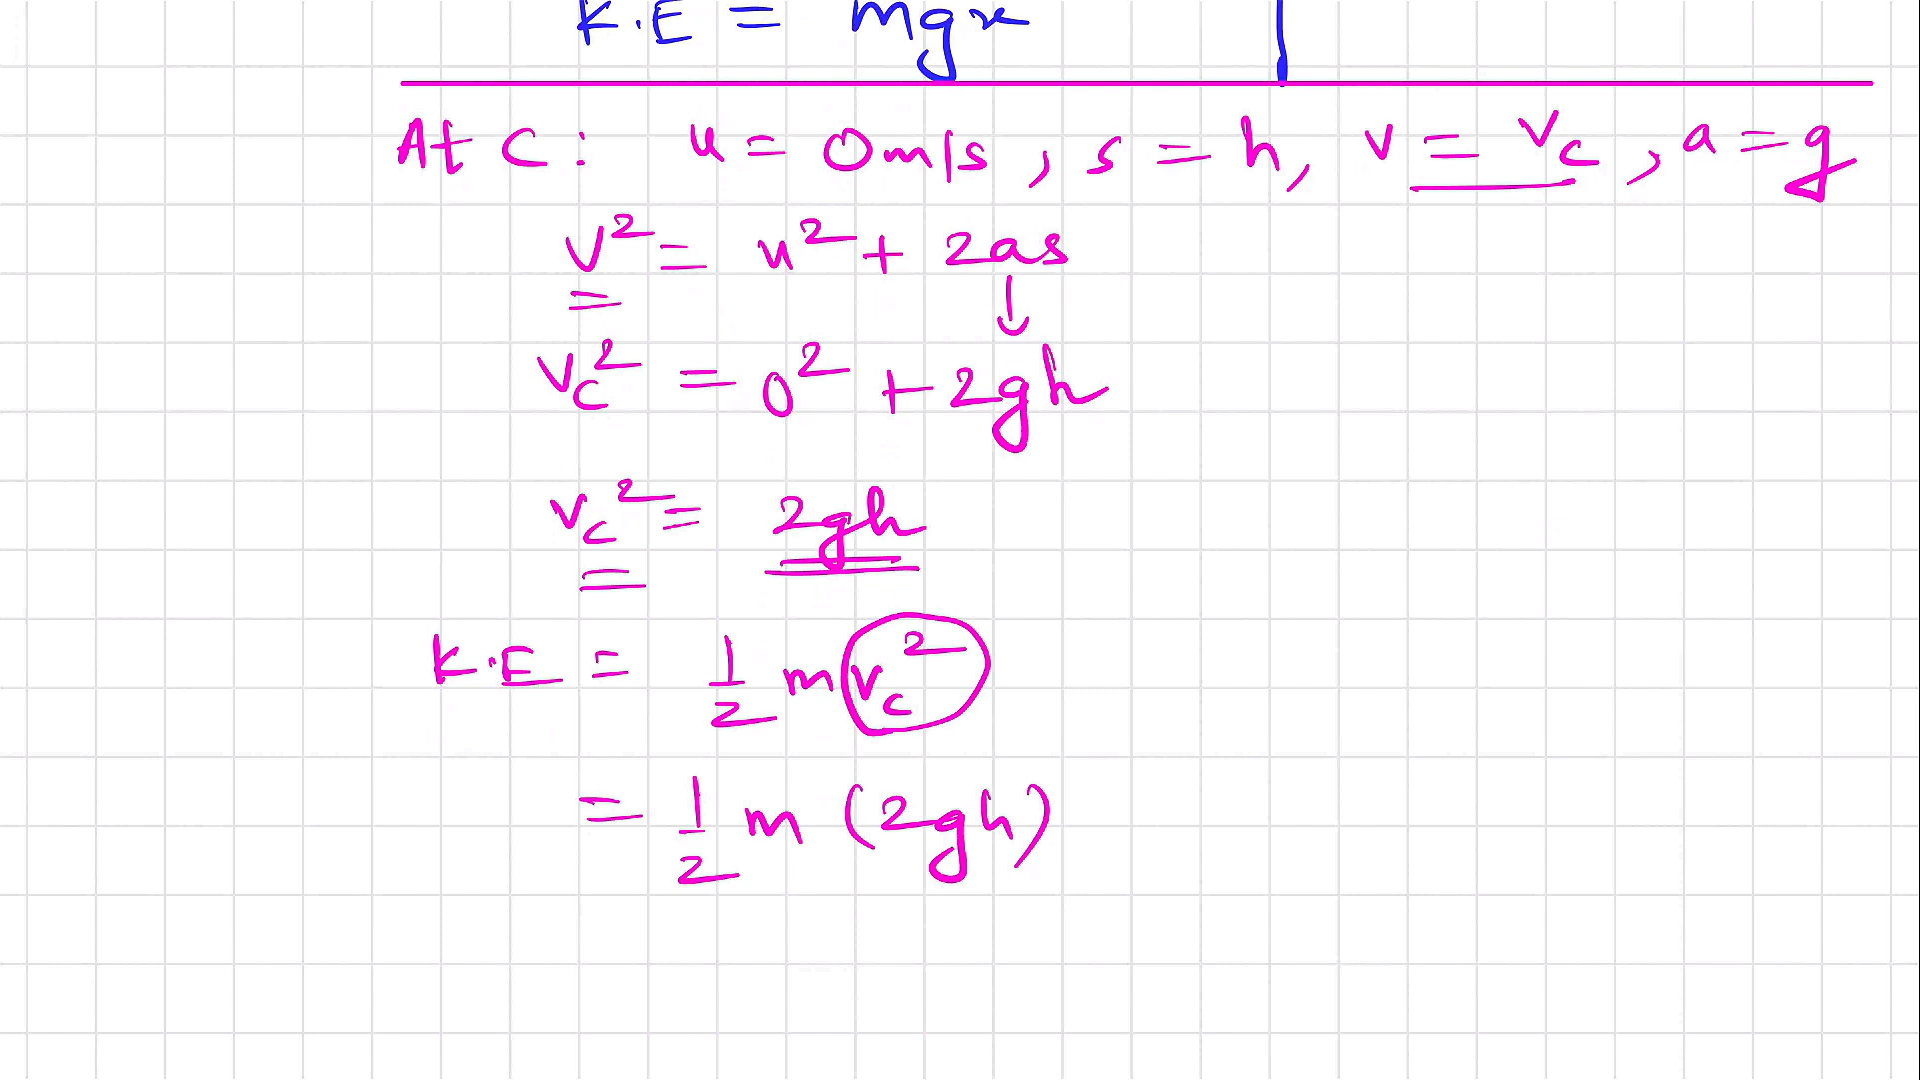 K.E = mgx
At C: u = 0m/s, s = h, v = v_c, a = g
v² = u² + 2as
v_c² = 0² + 2gh
v_c² = 2gh
K.E = 1/2 m v_c²
= 1/2 m (2gh)